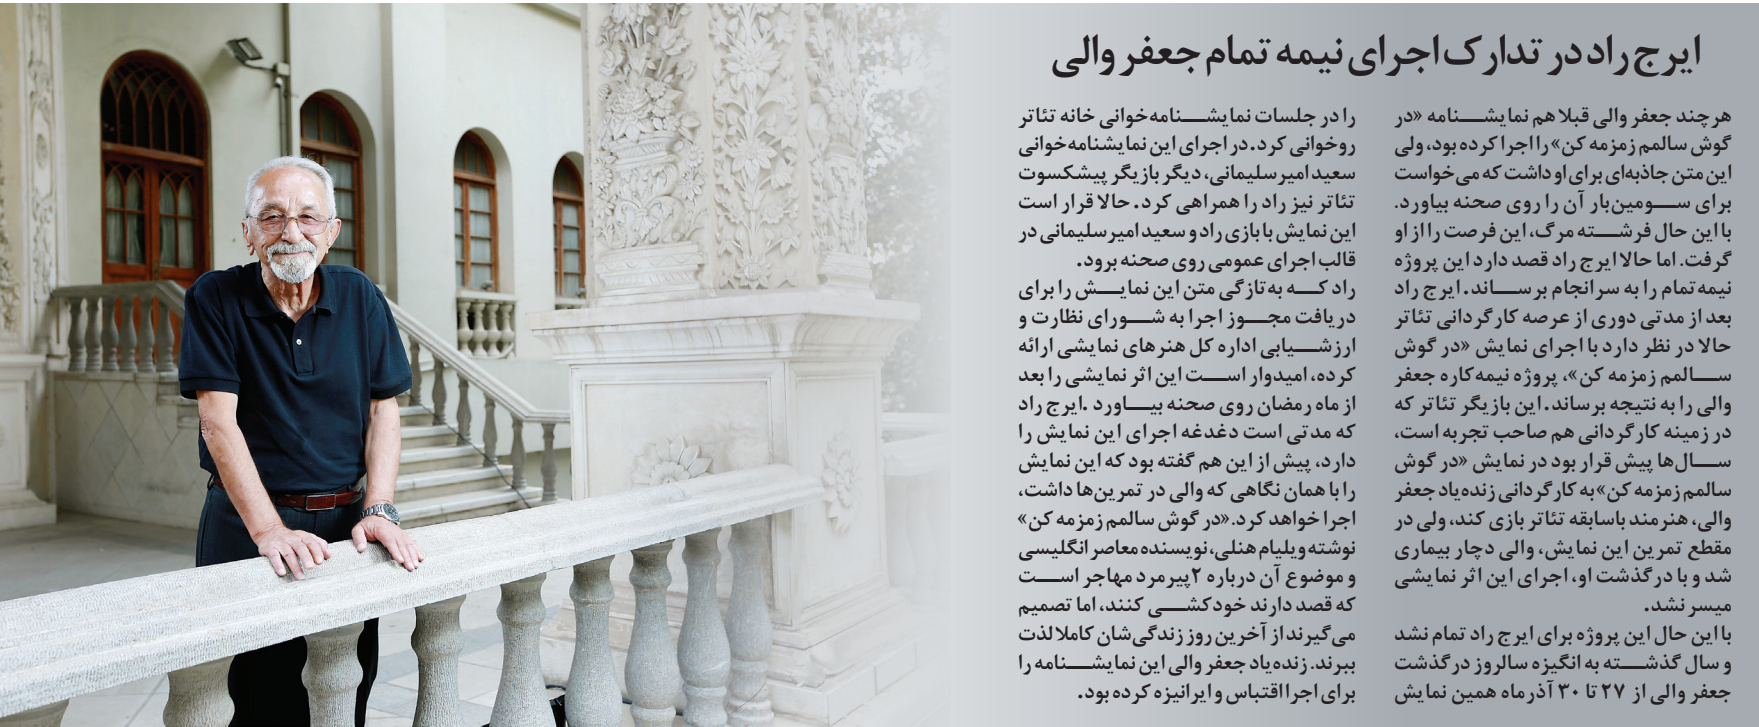 ایرج راد در تدارک اجرای نیمه تمام جعفر والی
هرچند جعفر والی قبلا هم نمایشنامه «در
گوش سالمم زمزمه کن» را اجرا کرده بود، ولی
این متن جاذبه‌ای برای او داشت که می‌خواست
برای سومین‌بار آن را روی صحنه بیاورد.
با این حال فرشته مرگ، این فرصت را از او
گرفت. اما حالا ایرج راد قصد دارد این پروژه
نیمه تمام را به سرانجام برساند. ایرج راد
بعد از مدتی دوری از عرصه کارگردانی تئاتر
حالا در نظر دارد با اجرای نمایش «در گوش
سالمم زمزمه کن»، پروژه نیمه‌کاره جعفر
والی را به نتیجه برساند. این بازیگر تئاتر که
در زمینه کارگردانی هم صاحب تجربه است،
سال‌ها پیش قرار بود در نمایش «در گوش
سالمم زمزمه کن» به کارگردانی زنده‌یاد جعفر
والی، هنرمند باسابقه تئاتر بازی کند، ولی در
مقطع تمرین این نمایش، والی دچار بیماری
شد و با درگذشت او، اجرای این اثر نمایشی
میسر نشد.
با این حال این پروژه برای ایرج راد تمام نشد
و سال گذشته به انگیزه سالروز درگذشت
جعفر والی از ۲۷ تا ۳۰ آذرماه همین نمایش
را در جلسات نمایشنامه‌خوانی خانه تئاتر
روخوانی کرد. در اجرای این نمایشنامه‌خوانی
سعید امیرسلیمانی، دیگر بازیگر پیشکسوت
تئاتر نیز راد را همراهی کرد. حالا قرار است
این نمایش با بازی راد و سعید امیرسلیمانی در
قالب اجرای عمومی روی صحنه برود.
راد که به‌تازگی متن این نمایش را برای
دریافت مجوز اجرا به شورای نظارت و
ارزشیابی اداره کل هنرهای نمایشی ارائه
کرده، امیدوار است این اثر نمایشی را بعد
از ماه رمضان روی صحنه بیاورد .ایرج راد
که مدتی است دغدغه اجرای این نمایش را
دارد، پیش از این هم گفته بود که این نمایش
را با همان نگاهی که والی در تمرین‌ها داشت،
اجرا خواهد کرد. «در گوش سالمم زمزمه کن»
نوشته ویلیام هنلی، نویسنده معاصر انگلیسی
و موضوع آن درباره ۲پیرمرد مهاجر است
که قصد دارند خودکشی کنند، اما تصمیم
می‌گیرند از آخرین روز زندگی‌شان کاملا لذت
ببرند. زنده‌یاد جعفر والی این نمایشنامه را
برای اجرا اقتباس و ایرانیزه کرده بود.